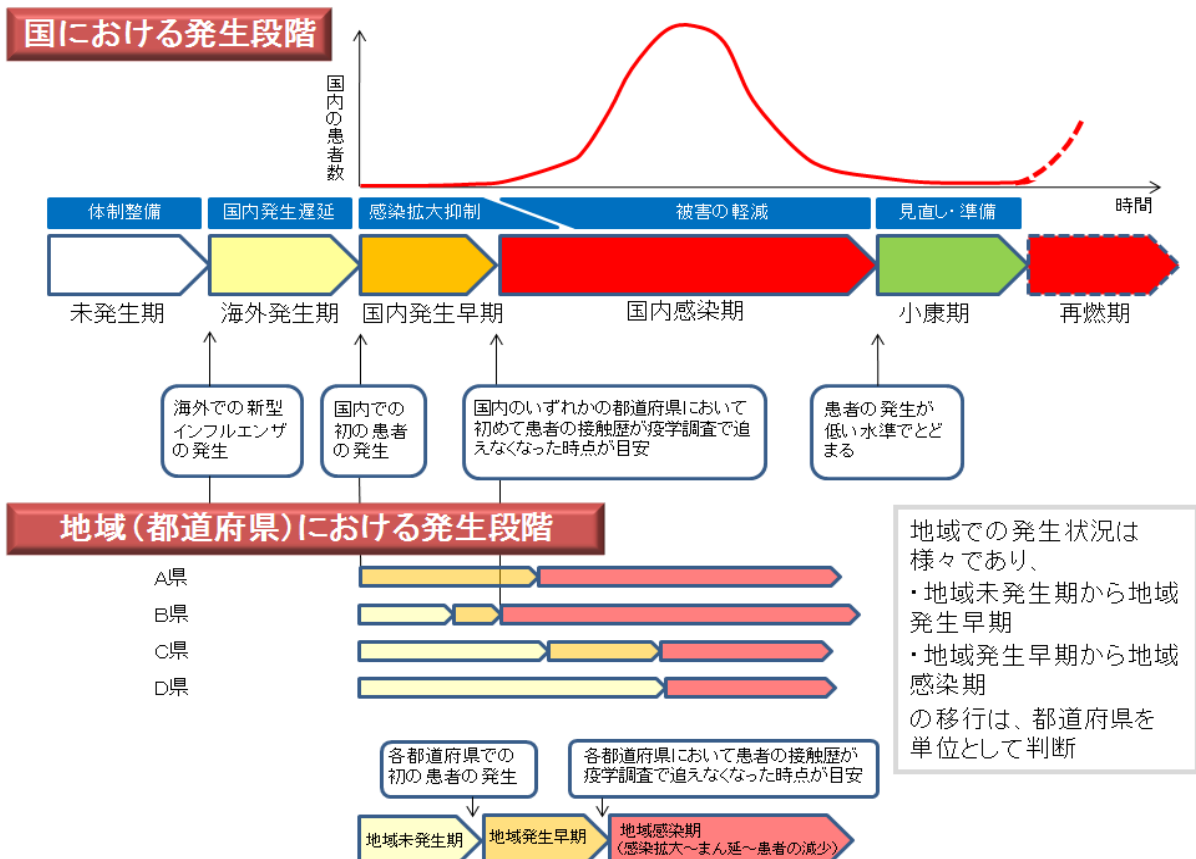 国における発生段階
国内の患者数
時間
体制整備
国内発生遅延
感染拡大抑制
被害の軽減
見直し・準備
未発生期
海外発生期
国内発生早期
国内感染期
小康期
再燃期
海外での新型
インフルエンザ
の発生
国内での
初の患者
の発生
国内のいずれかの都道府県において
初めて患者の接触歴が疫学調査で追
えなくなった時点が目安
患者の発生が
低い水準でとど
まる
地域(都道府県)における発生段階
A県
B県
C県
D県
地域での発生状況は
様々であり、
・地域未発生期から地域
発生早期
・地域発生早期から地域
感染期
の移行は、都道府県を
単位として判断
各都道府県での
初の患者の発生
各都道府県において患者の接触歴が
疫学調査で追えなくなった時点が目安
地域未発生期
地域発生早期
地域感染期
(感染拡大~まん延~患者の減少)